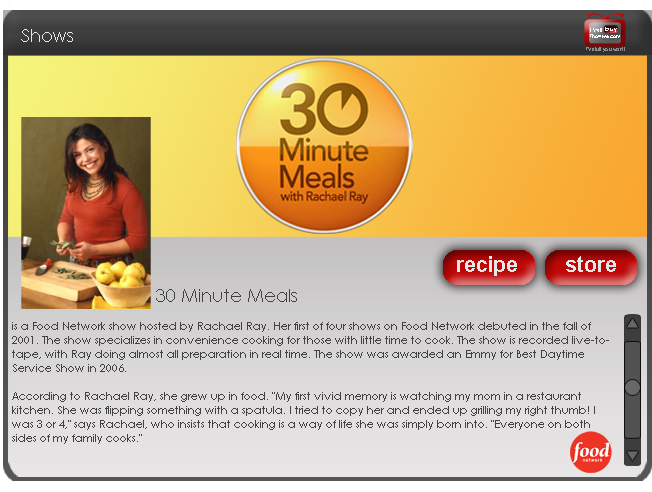 Shows
30
Minute
Meals
with Rachael Ray
recipe
store
30 Minute Meals
is a Food Network show hosted by Rachael Ray. Her first of four shows on Food Network debuted in the fall of
2001. The show specializes in convenience cooking for those with little time to cook. The show is recorded live-to-
tape, with Ray doing almost all preparation in real time. The show was awarded an Emmy for Best Daytime
Service Show in 2006.
According to Rachael Ray, she grew up in food. "My first vivid memory is watching my mom in a restaurant
kitchen. She was flipping something with a spatula. I tried to copy her and ended up grilling my right thumb! I
was 3 or 4," says Rachael, who insists that cooking is a way of life she was simply born into. "Everyone on both
sides of my family cooks."
food
network